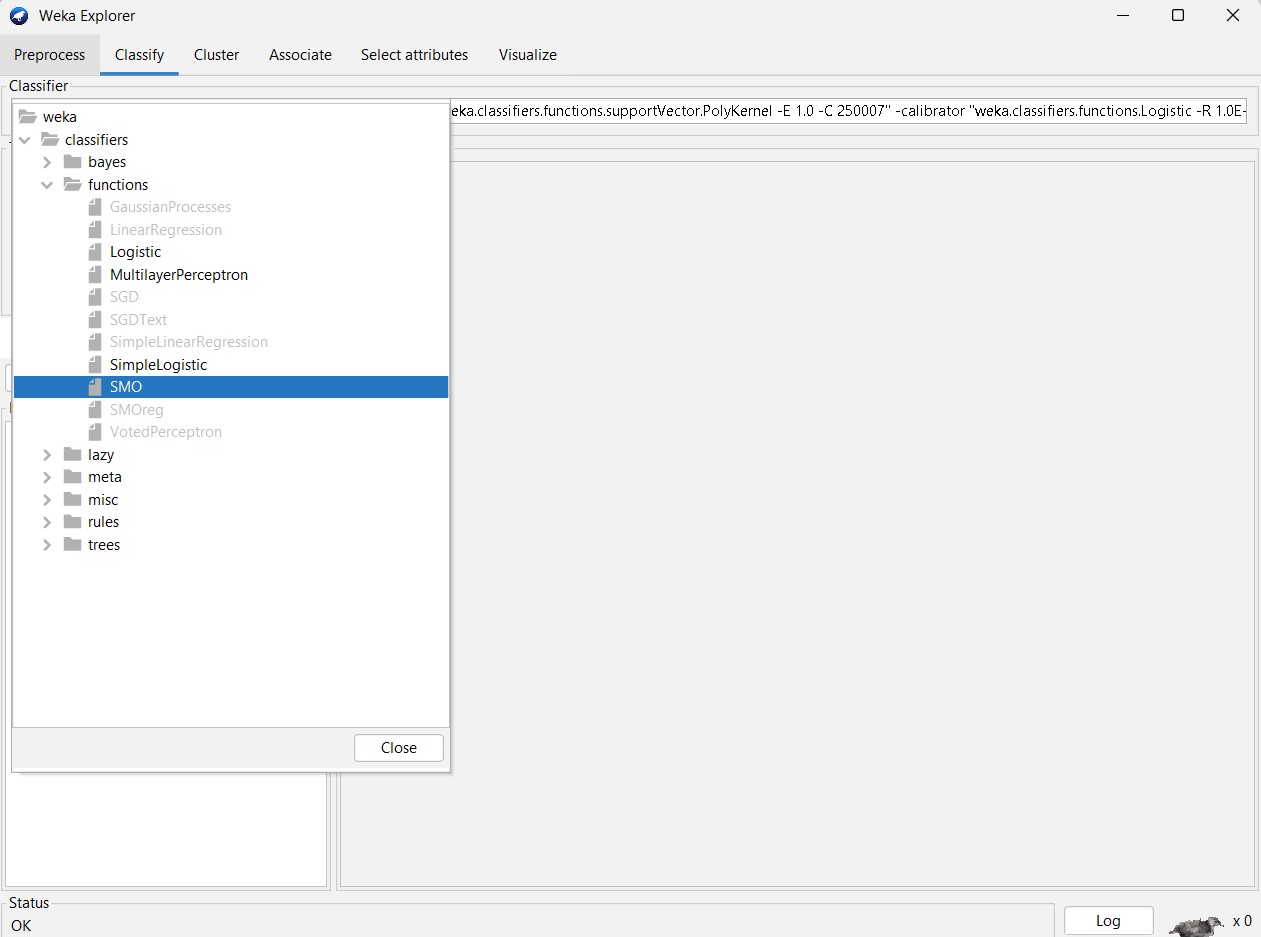 Weka Explorer
Preprocess Classify Cluster Associate Select attributes Visualize
Classifier
eka.classifiers.functions.supportVector.PolyKernel -E 1.0 -C 250007" -calibrator "weka.classifiers.functions.Logistic -R 1.0E-
weka
classifiers
bayes
functions
GaussianProcesses
LinearRegression
Logistic
MultilayerPerceptron
SGD
SGDText
SimpleLinearRegression
SimpleLogistic
SMO
SMOreg
VotedPerceptron
lazy
meta
misc
rules
trees
Close
Status
OK
Log
x 0